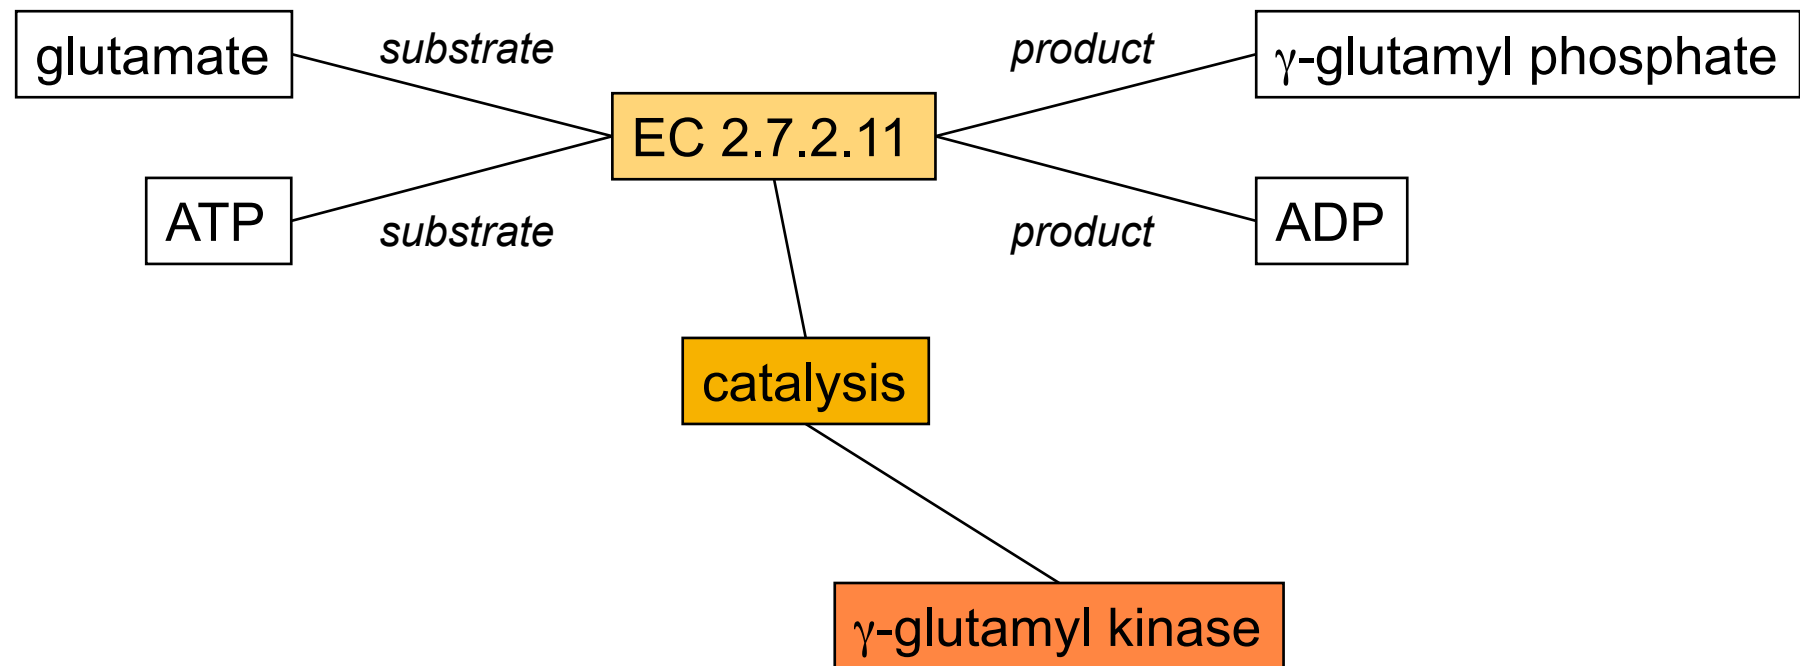 glutamate
substrate
product
γ-glutamyl phosphate
EC 2.7.2.11
ATP
substrate
product
ADP
catalysis
γ-glutamyl kinase